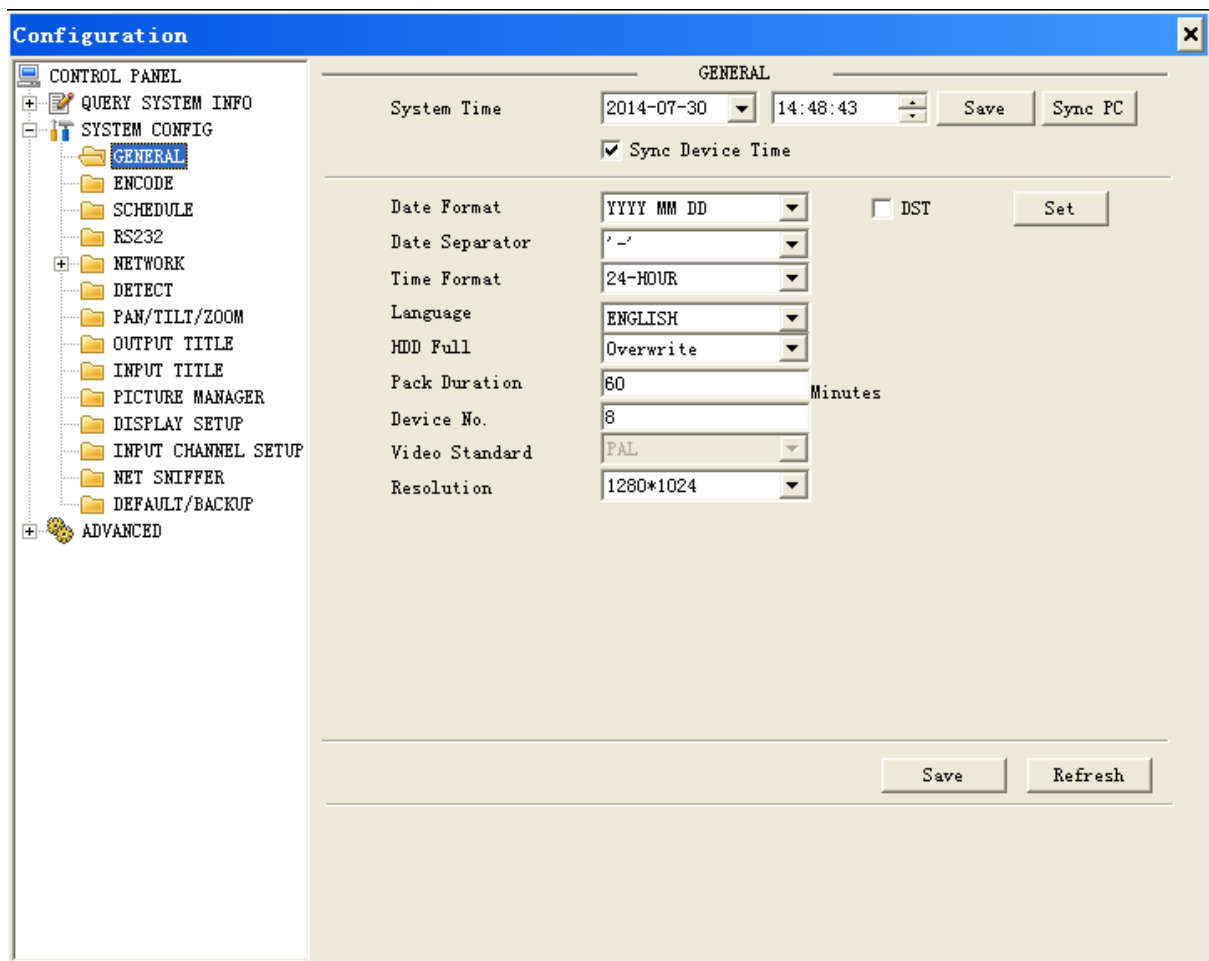 Configuration
CONTROL PANEL
QUERY SYSTEM INFO
SYSTEM CONFIG
GENERAL
ENCODE
SCHEDULE
RS232
NETWORK
DETECT
PAN/TILT/ZOOM
OUTPUT TITLE
INPUT TITLE
PICTURE MANAGER
DISPLAY SETUP
INPUT CHANNEL SETUP
NET SNIFFER
DEFAULT/BACKUP
ADVANCED
GENERAL
System Time 2014-07-30 14:48:43 Save Sync PC
Sync Device Time
Date Format YYYY MM DD DST Set
Date Separator '-'
Time Format 24-HOUR
Language ENGLISH
HDD Full Overwrite
Pack Duration 60 Minutes
Device No. 8
Video Standard PAL
Resolution 1280*1024
Save Refresh